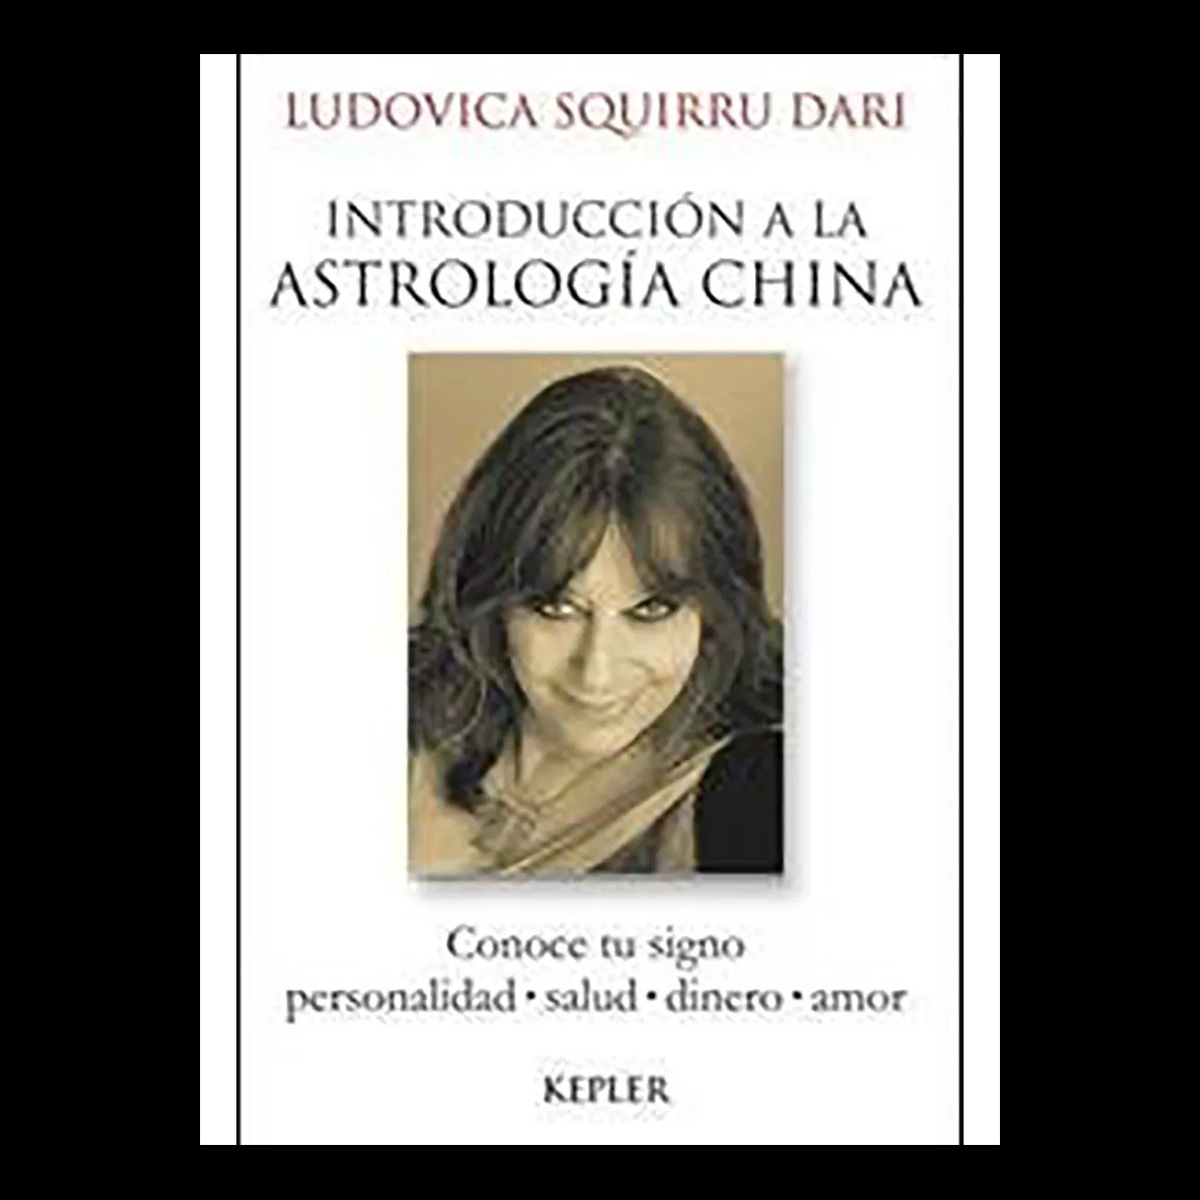 LUDOVICA SQUIRRU DARI
INTRODUCCIÓN A LA
ASTROLOGÍA CHINA
Conoce tu signo
personalidad · salud · dinero · amor
KEPLER